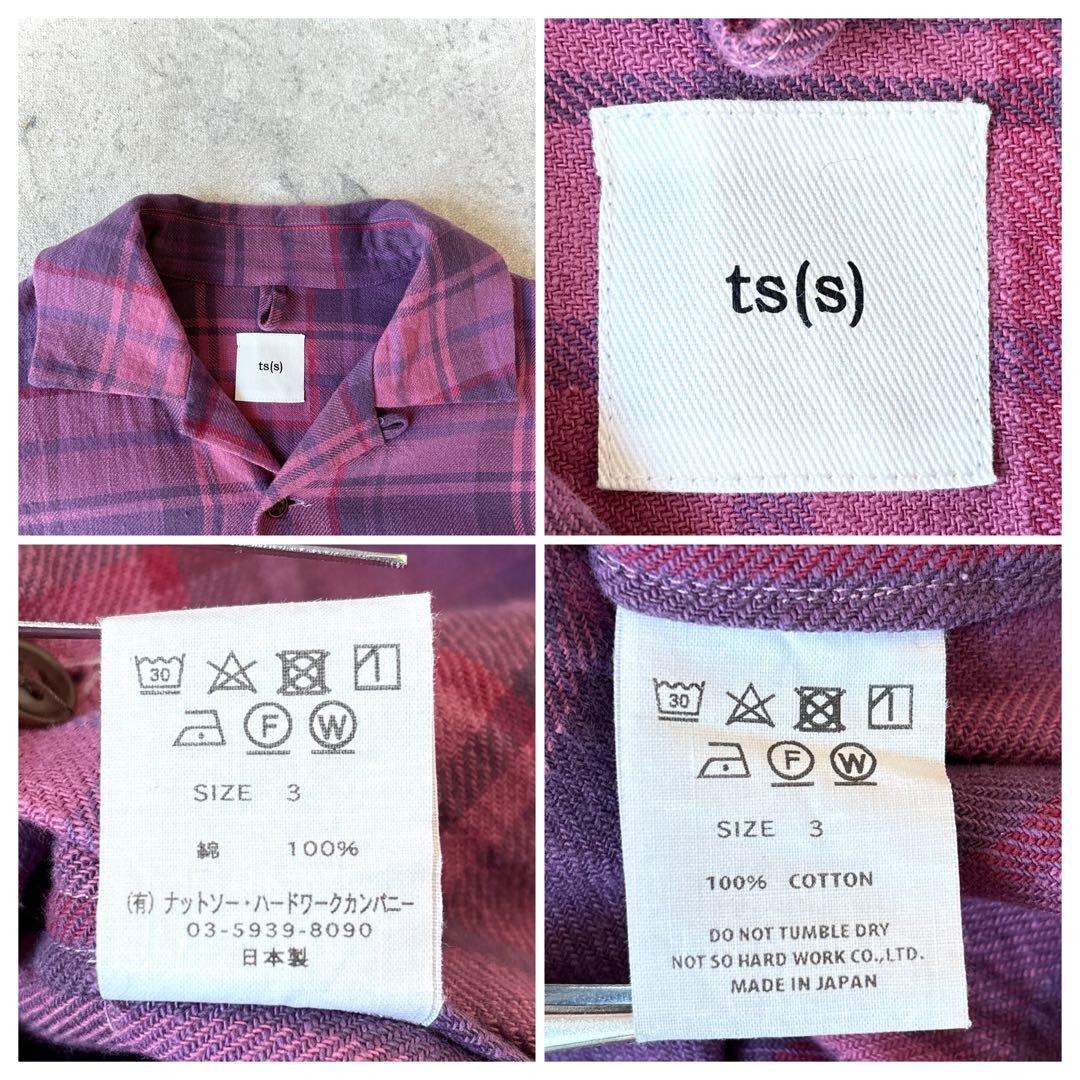 ts(s)
ts(s)
30
F W
SIZE 3
綿 100%
(有) ナットソー・ハードワークカンパニー
03-5939-8090
日本製
30
F W
SIZE 3
100% COTTON
DO NOT TUMBLE DRY
NOT SO HARD WORK CO.,LTD.
MADE IN JAPAN